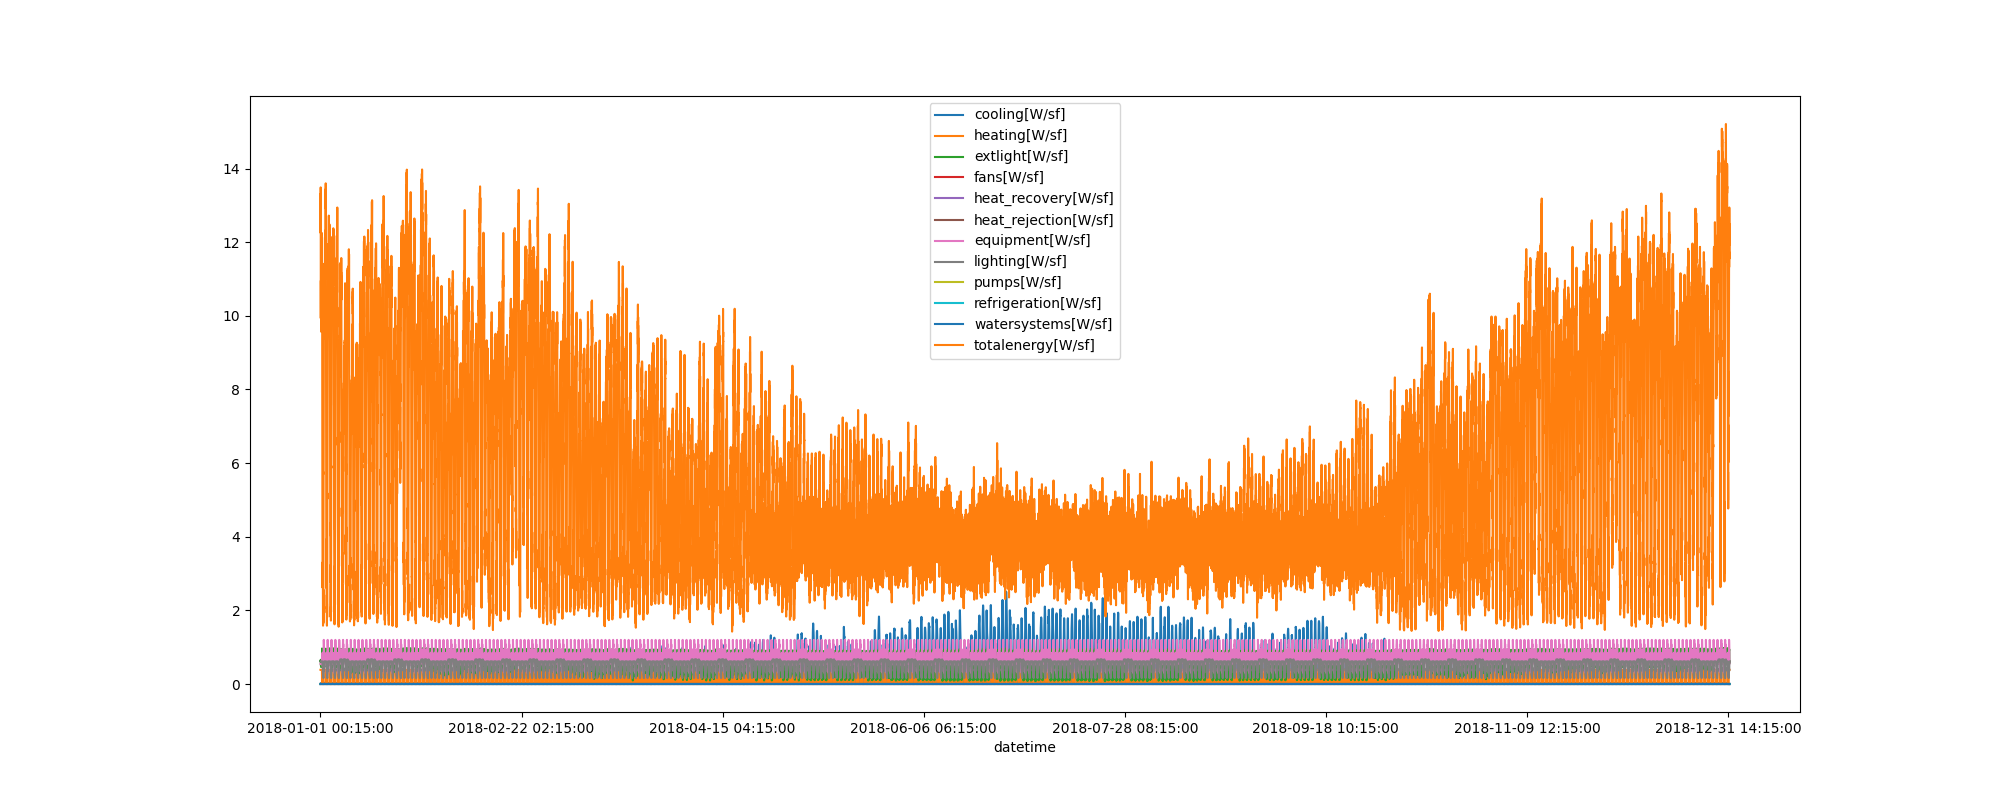 cooling[W/sf]
heating[W/sf]
extlight[W/sf]
fans[W/sf]
heat_recovery[W/sf]
heat_rejection[W/sf]
equipment[W/sf]
lighting[W/sf]
pumps[W/sf]
refrigeration[W/sf]
watersystems[W/sf]
totalenergy[W/sf]
14
12
10
8
6
4
2
0
2018-01-01 00:15:00 2018-02-22 02:15:00 2018-04-15 04:15:00 2018-06-06 06:15:00 2018-07-28 08:15:00 2018-09-18 10:15:00 2018-11-09 12:15:00 2018-12-31 14:15:00
datetime